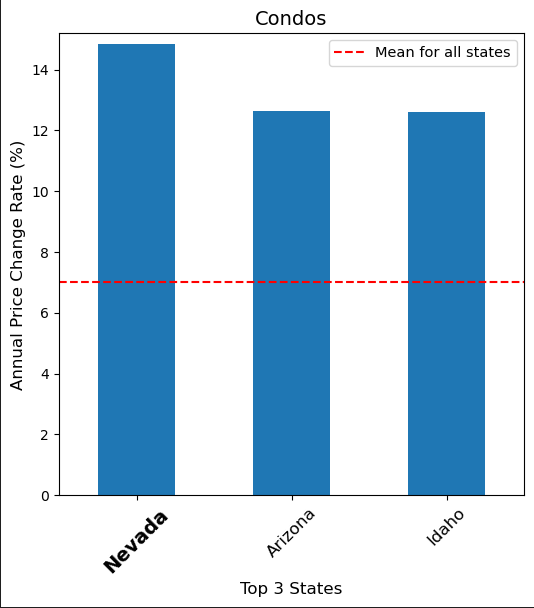 Condos
Mean for all states
Annual Price Change Rate (%)
14
12
10
8
6
4
2
0
Nevada
Arizona
Idaho
Top 3 States